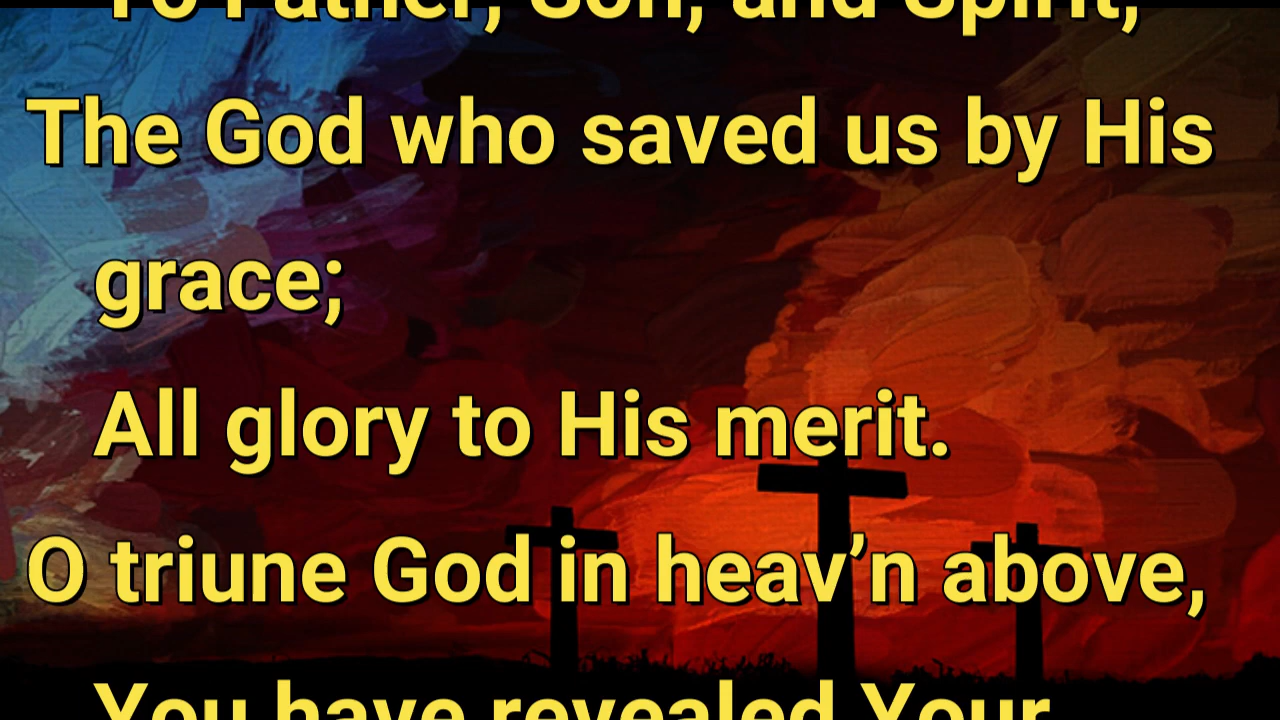 To Father, Son, and Spirit,
The God who saved us by His
grace;
All glory to His merit.
O triune God in heav’n above,
You have revealed Your